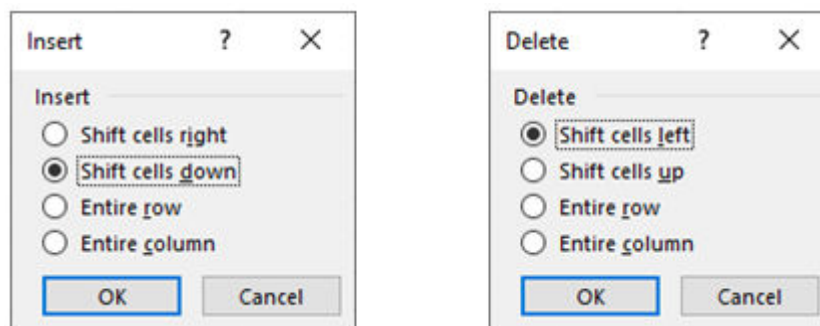 Insert ?
Insert
Shift cells right
Shift cells down
Entire row
Entire column
OK Cancel
Delete ?
Delete
Shift cells left
Shift cells up
Entire row
Entire column
OK Cancel